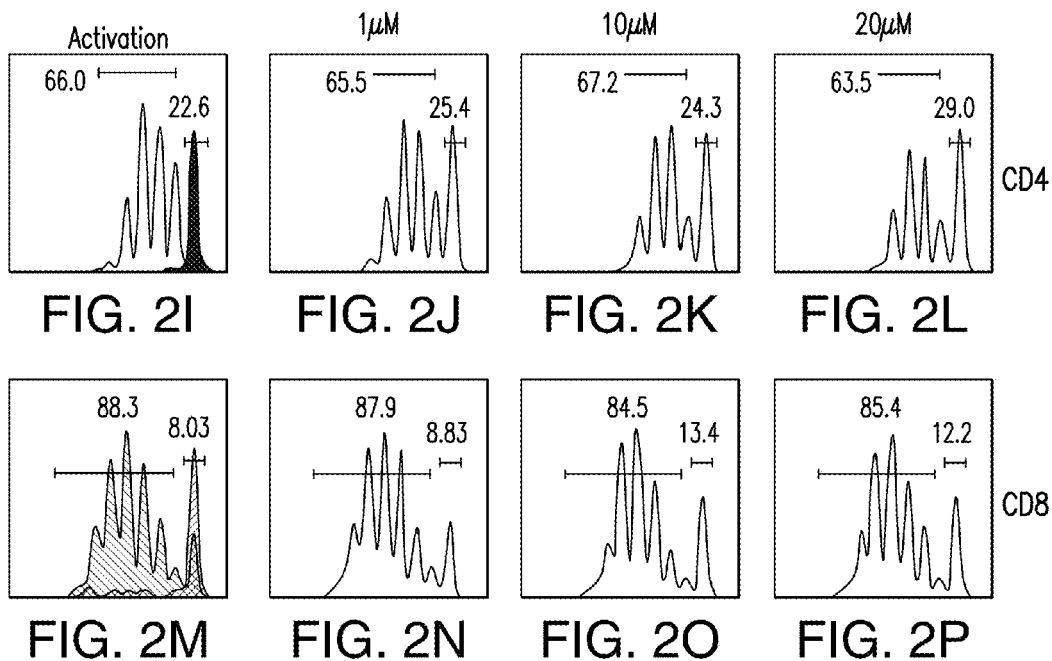 Activation 1μM 10μM 20μM
66.0 65.5 67.2 63.5
22.6 25.4 24.3 29.0
CD4
FIG. 2I FIG. 2J FIG. 2K FIG. 2L
88.3 87.9 84.5 85.4
8.03 8.83 13.4 12.2
CD8
FIG. 2M FIG. 2N FIG. 2O FIG. 2P